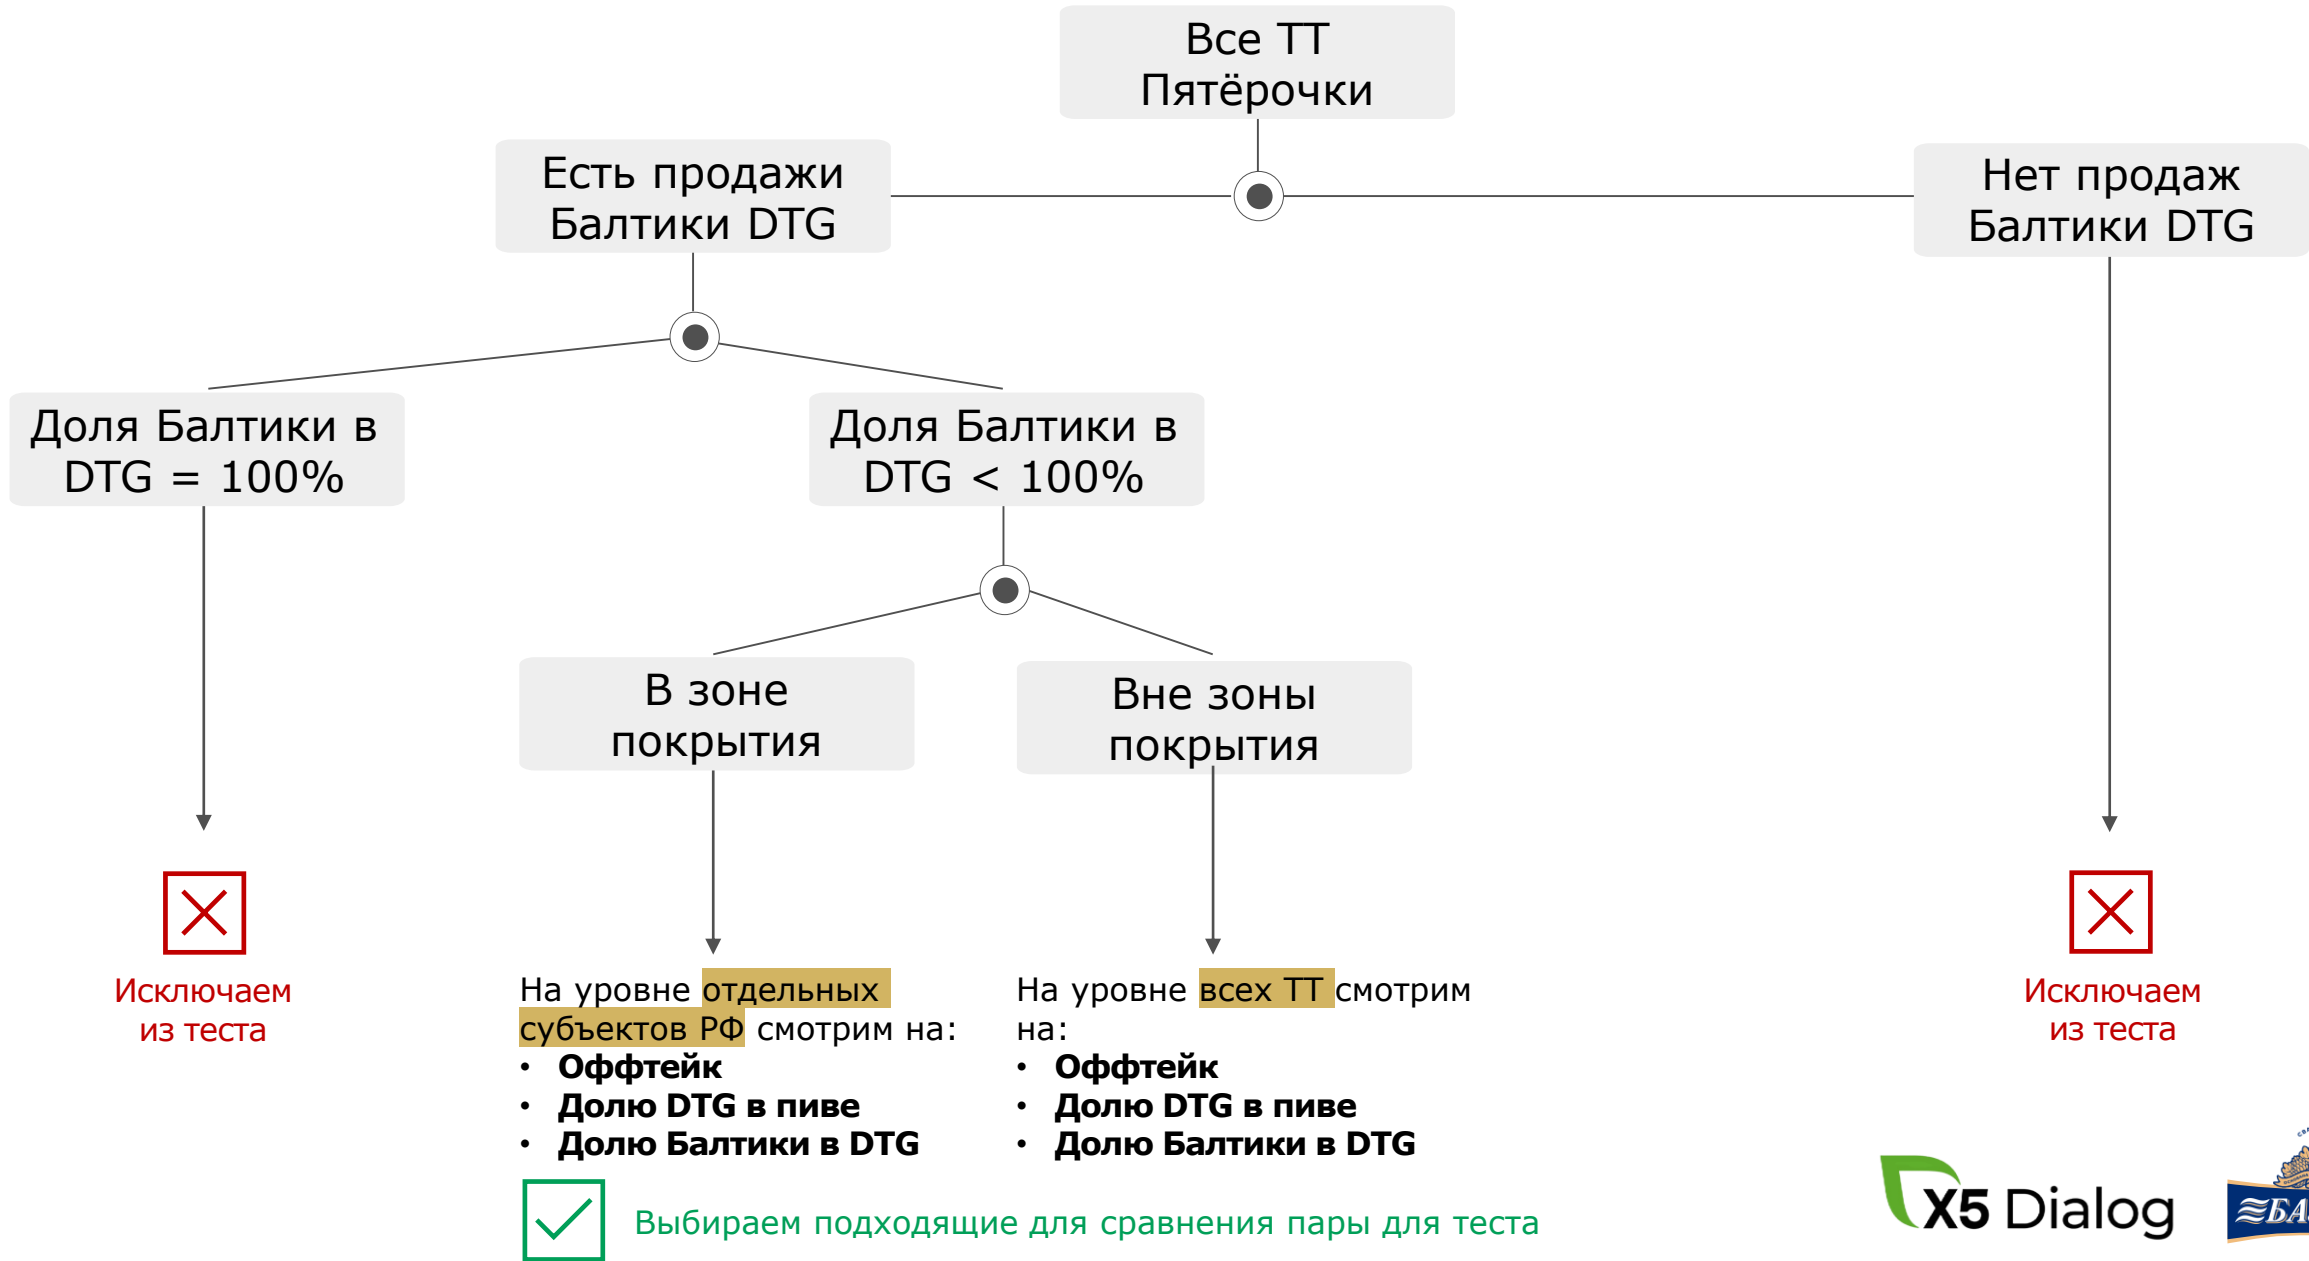 Все ТТ
Пятёрочки
Есть продажи
Балтики DTG
Нет продаж
Балтики DTG
Доля Балтики в
DTG = 100%
Доля Балтики в
DTG < 100%
В зоне
покрытия
Вне зоны
покрытия
Исключаем
из теста
На уровне отдельных
субъектов РФ смотрим на:
• Оффтейк
• Долю DTG в пиве
• Долю Балтики в DTG
На уровне всех ТТ смотрим
на:
• Оффтейк
• Долю DTG в пиве
• Долю Балтики в DTG
Исключаем
из теста
Выбираем подходящие для сравнения пары для теста
X5 Dialog